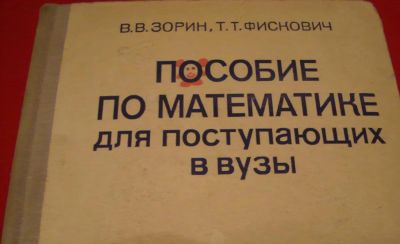 В.В.ЗОРИН, Т.Т.ФИСКОВИЧ
ПОСОБИЕ
ПО МАТЕМАТИКЕ
для поступающих
в вузы